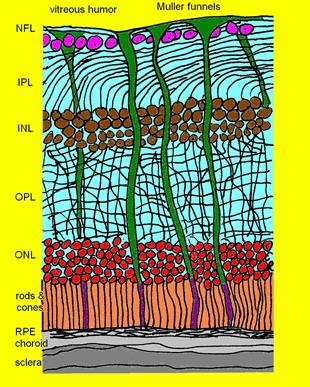 vitreous humor
Muller funnels
NFL
IPL
INL
OPL
ONL
rods &
cones
RPE
choroid
sclera